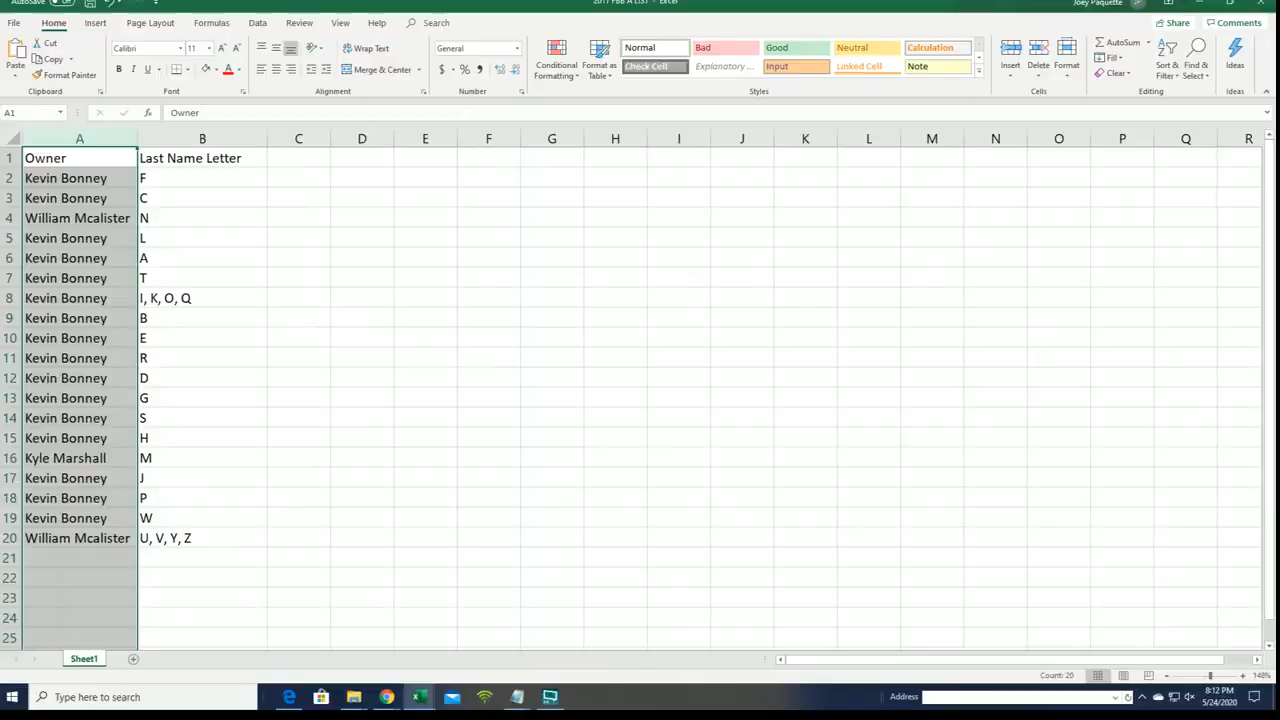 AutoSave
2017 FBB A LIST - Excel
Joey Paquette
File Home Insert Page Layout Formulas Data Review View Help Search Share Comments
Cut
Copy
Format Painter
Paste
Clipboard
Calibri 11
B U A
Font
Wrap Text
Merge & Center
Alignment
General
$ % ,
Number
Conditional Formatting
Format as Table
Normal Bad Good Neutral Calculation
Check Cell Explanatory ... Input Linked Cell Note
Styles
Insert Delete Format
Cells
AutoSum
Fill
Clear
Sort & Filter
Find & Select
Editing
Ideas
Ideas
A1 fx Owner
A B C D E F G H I J K L M N O P Q R
1 Owner Last Name Letter
2 Kevin Bonney F
3 Kevin Bonney C
4 William Mcalister N
5 Kevin Bonney L
6 Kevin Bonney A
7 Kevin Bonney T
8 Kevin Bonney I, K, O, Q
9 Kevin Bonney B
10 Kevin Bonney E
11 Kevin Bonney R
12 Kevin Bonney D
13 Kevin Bonney G
14 Kevin Bonney S
15 Kevin Bonney H
16 Kyle Marshall M
17 Kevin Bonney J
18 Kevin Bonney P
19 Kevin Bonney W
20 William Mcalister U, V, Y, Z
21
22
23
24
25
Sheet1
Count: 20 148%
Type here to search
Address
8:12 PM
5/24/2020